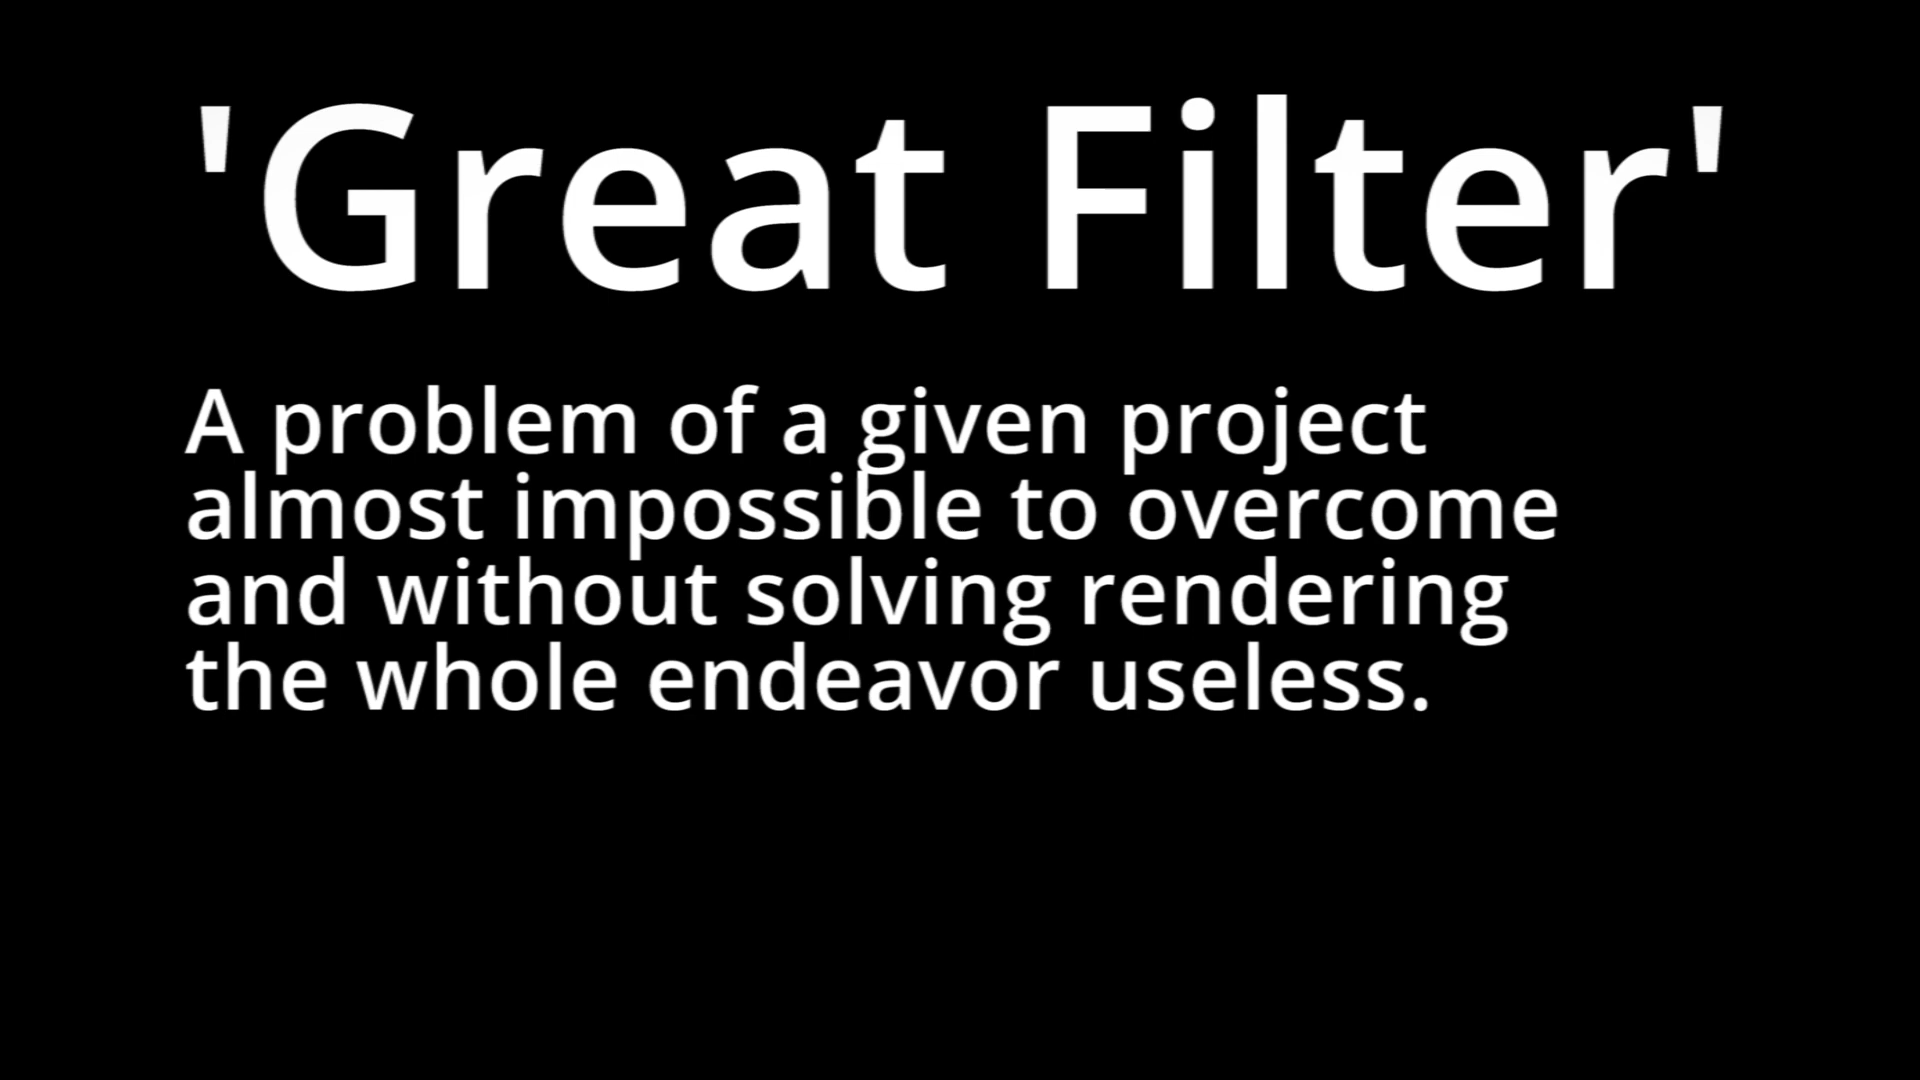 'Great Filter'
A problem of a given project
almost impossible to overcome
and without solving rendering
the whole endeavor useless.